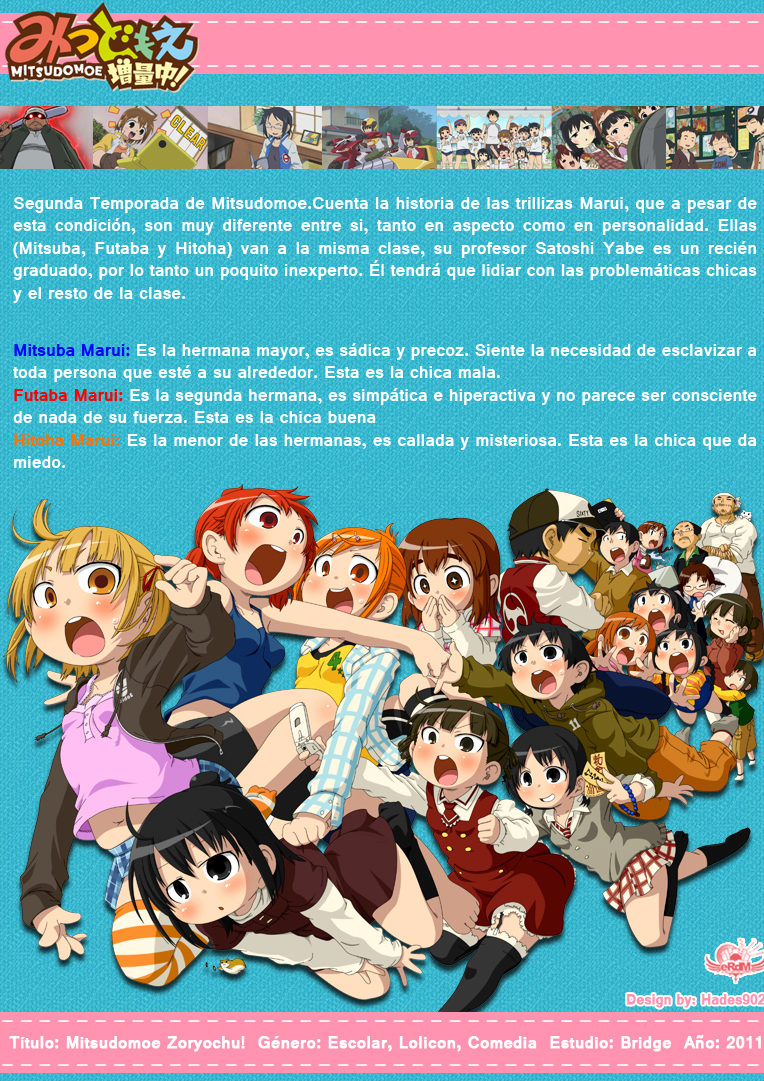 みつどもえ
MITSUDOMOE 増量中!
CLEAR
Segunda Temporada de Mitsudomoe.Cuenta la historia de las trillizas Marui, que a pesar de
esta condición, son muy diferente entre si, tanto en aspecto como en personalidad. Ellas
(Mitsuba, Futaba y Hitoha) van a la misma clase, su profesor Satoshi Yabe es un recién
graduado, por lo tanto un poquito inexperto. Él tendrá que lidiar con las problemáticas chicas
y el resto de la clase.
Mitsuba Marui: Es la hermana mayor, es sádica y precoz. Siente la necesidad de esclavizar a
toda persona que esté a su alrededor. Esta es la chica mala.
Futaba Marui: Es la segunda hermana, es simpática e hiperactiva y no parece ser consciente
de nada de su fuerza. Esta es la chica buena
Hitoha Marui: Es la menor de las hermanas, es callada y misteriosa. Esta es la chica que da
miedo.
SIXTY
4
eRdM
Design by: Hades902
Título: Mitsudomoe Zoryochu! Género: Escolar, Lolicon, Comedia Estudio: Bridge Año: 2011